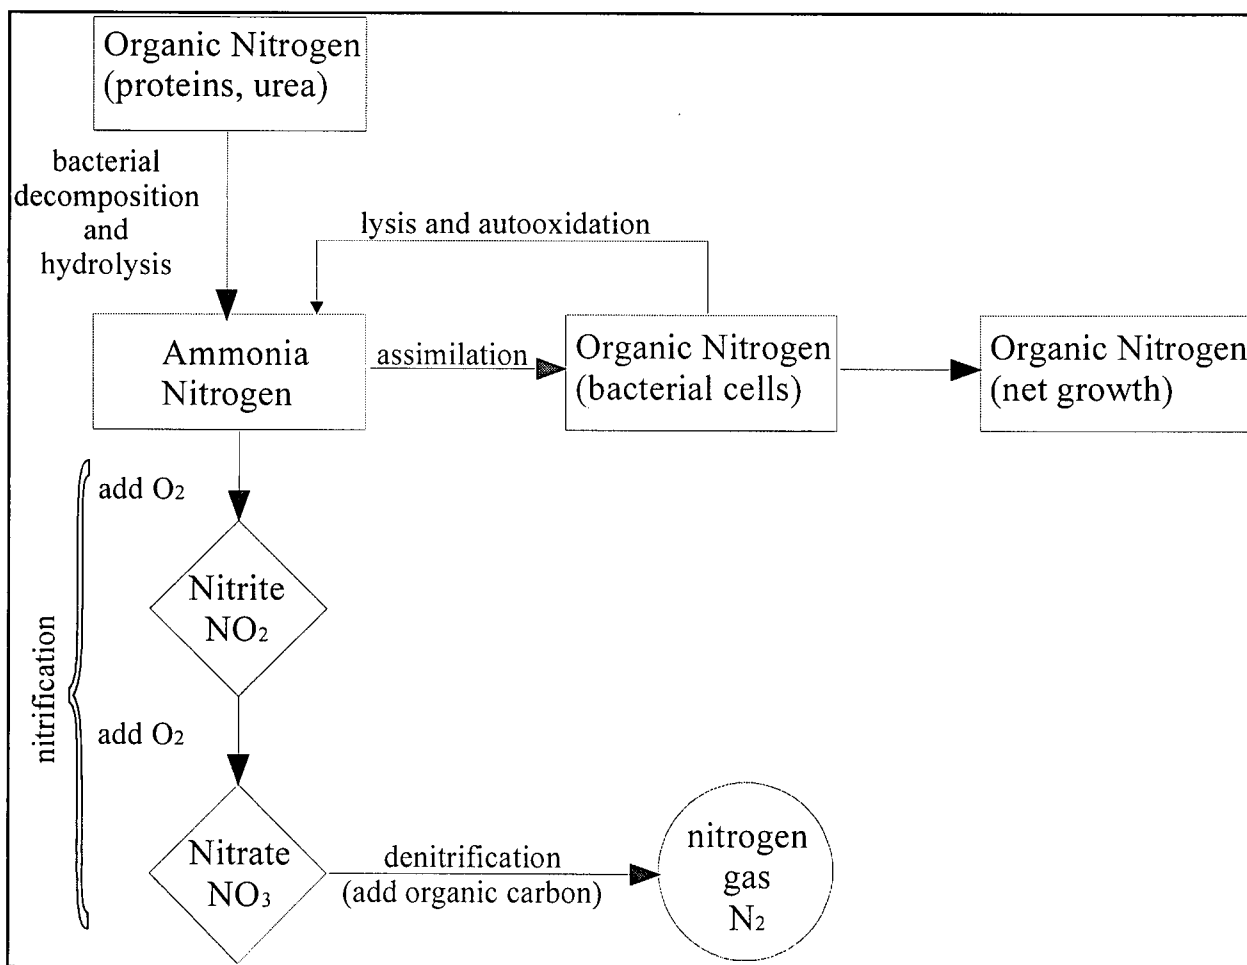 Organic Nitrogen
(proteins, urea)
bacterial
decomposition
and
hydrolysis
lysis and autooxidation
Ammonia
Nitrogen
assimilation
Organic Nitrogen
(bacterial cells)
Organic Nitrogen
(net growth)
add O₂
Nitrite
NO₂
nitrification
add O₂
Nitrate
NO₃
denitrification
(add organic carbon)
nitrogen
gas
N₂